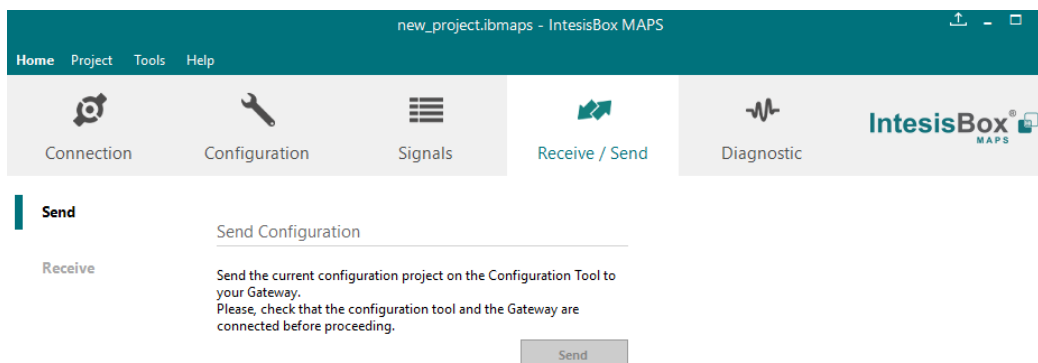 new_project.ibmaps - IntesisBox MAPS
Home Project Tools Help
Connection Configuration Signals Receive / Send Diagnostic
IntesisBox®
MAPS
Send
Send Configuration
Receive
Send the current configuration project on the Configuration Tool to
your Gateway.
Please, check that the configuration tool and the Gateway are
connected before proceeding.
Send